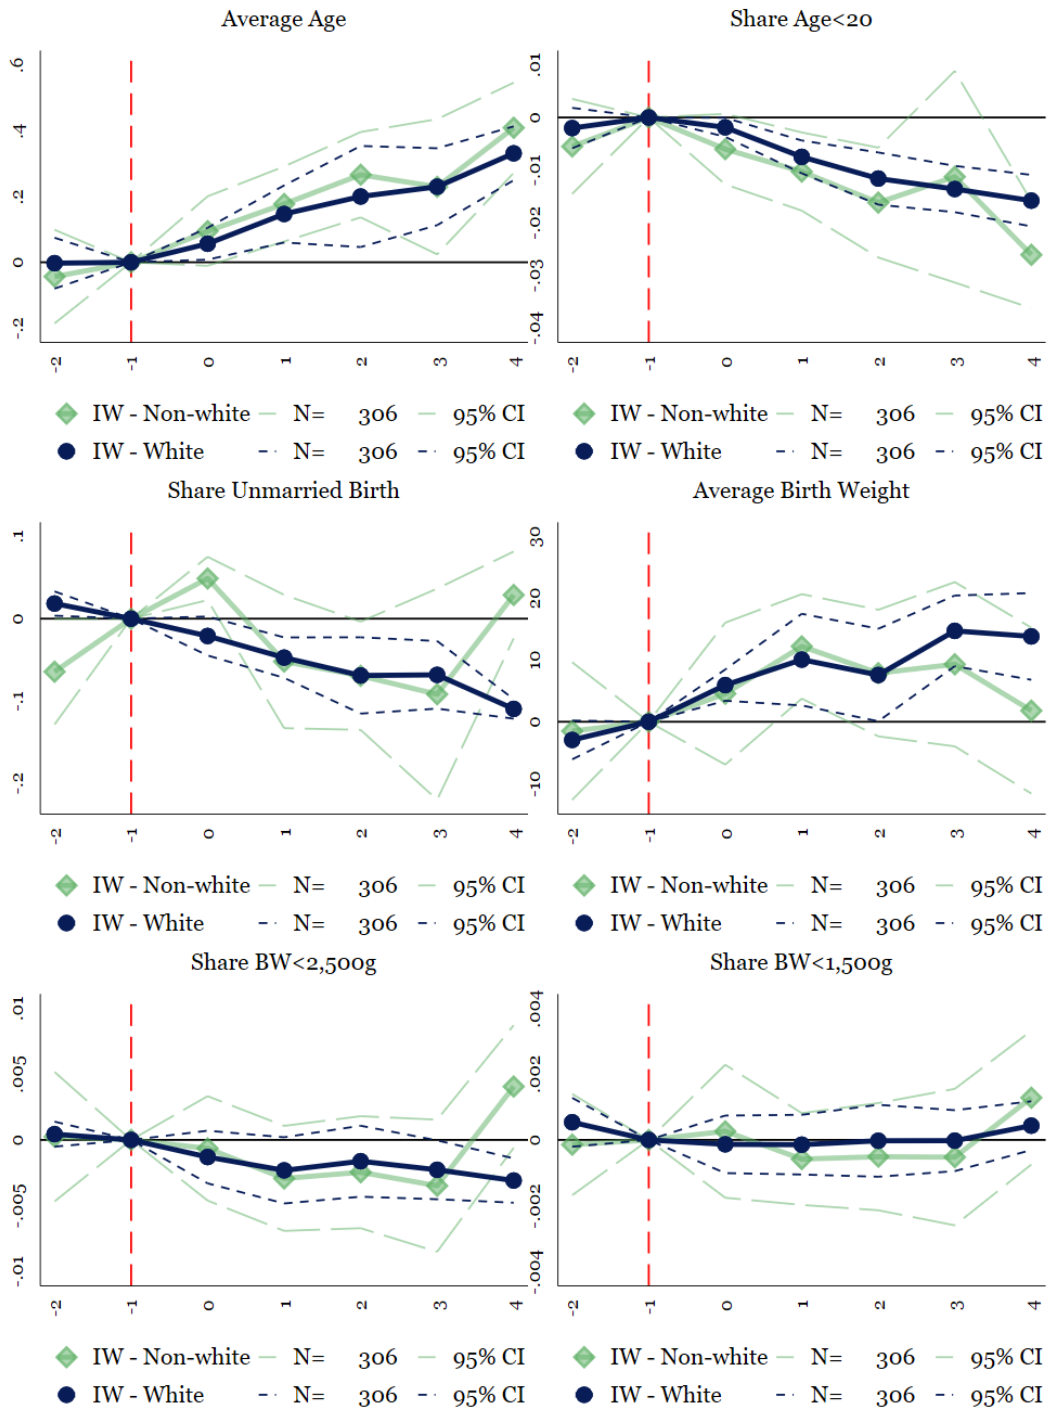 Average Age
.6
.4
.2
0
-.2
-2 -1 0 1 2 3 4
IW - Non-white N= 306 95% CI
IW - White N= 306 95% CI
Share Age<20
.01
0
-.01
-.02
-.03
-.04
-2 -1 0 1 2 3 4
IW - Non-white N= 306 95% CI
IW - White N= 306 95% CI
Share Unmarried Birth
.1
0
-.1
-.2
-2 -1 0 1 2 3 4
IW - Non-white N= 306 95% CI
IW - White N= 306 95% CI
Average Birth Weight
30
20
10
0
-10
-2 -1 0 1 2 3 4
IW - Non-white N= 306 95% CI
IW - White N= 306 95% CI
Share BW<2,500g
.01
.005
0
-.005
-.01
-2 -1 0 1 2 3 4
IW - Non-white N= 306 95% CI
IW - White N= 306 95% CI
Share BW<1,500g
.004
.002
0
-.002
-.004
-2 -1 0 1 2 3 4
IW - Non-white N= 306 95% CI
IW - White N= 306 95% CI